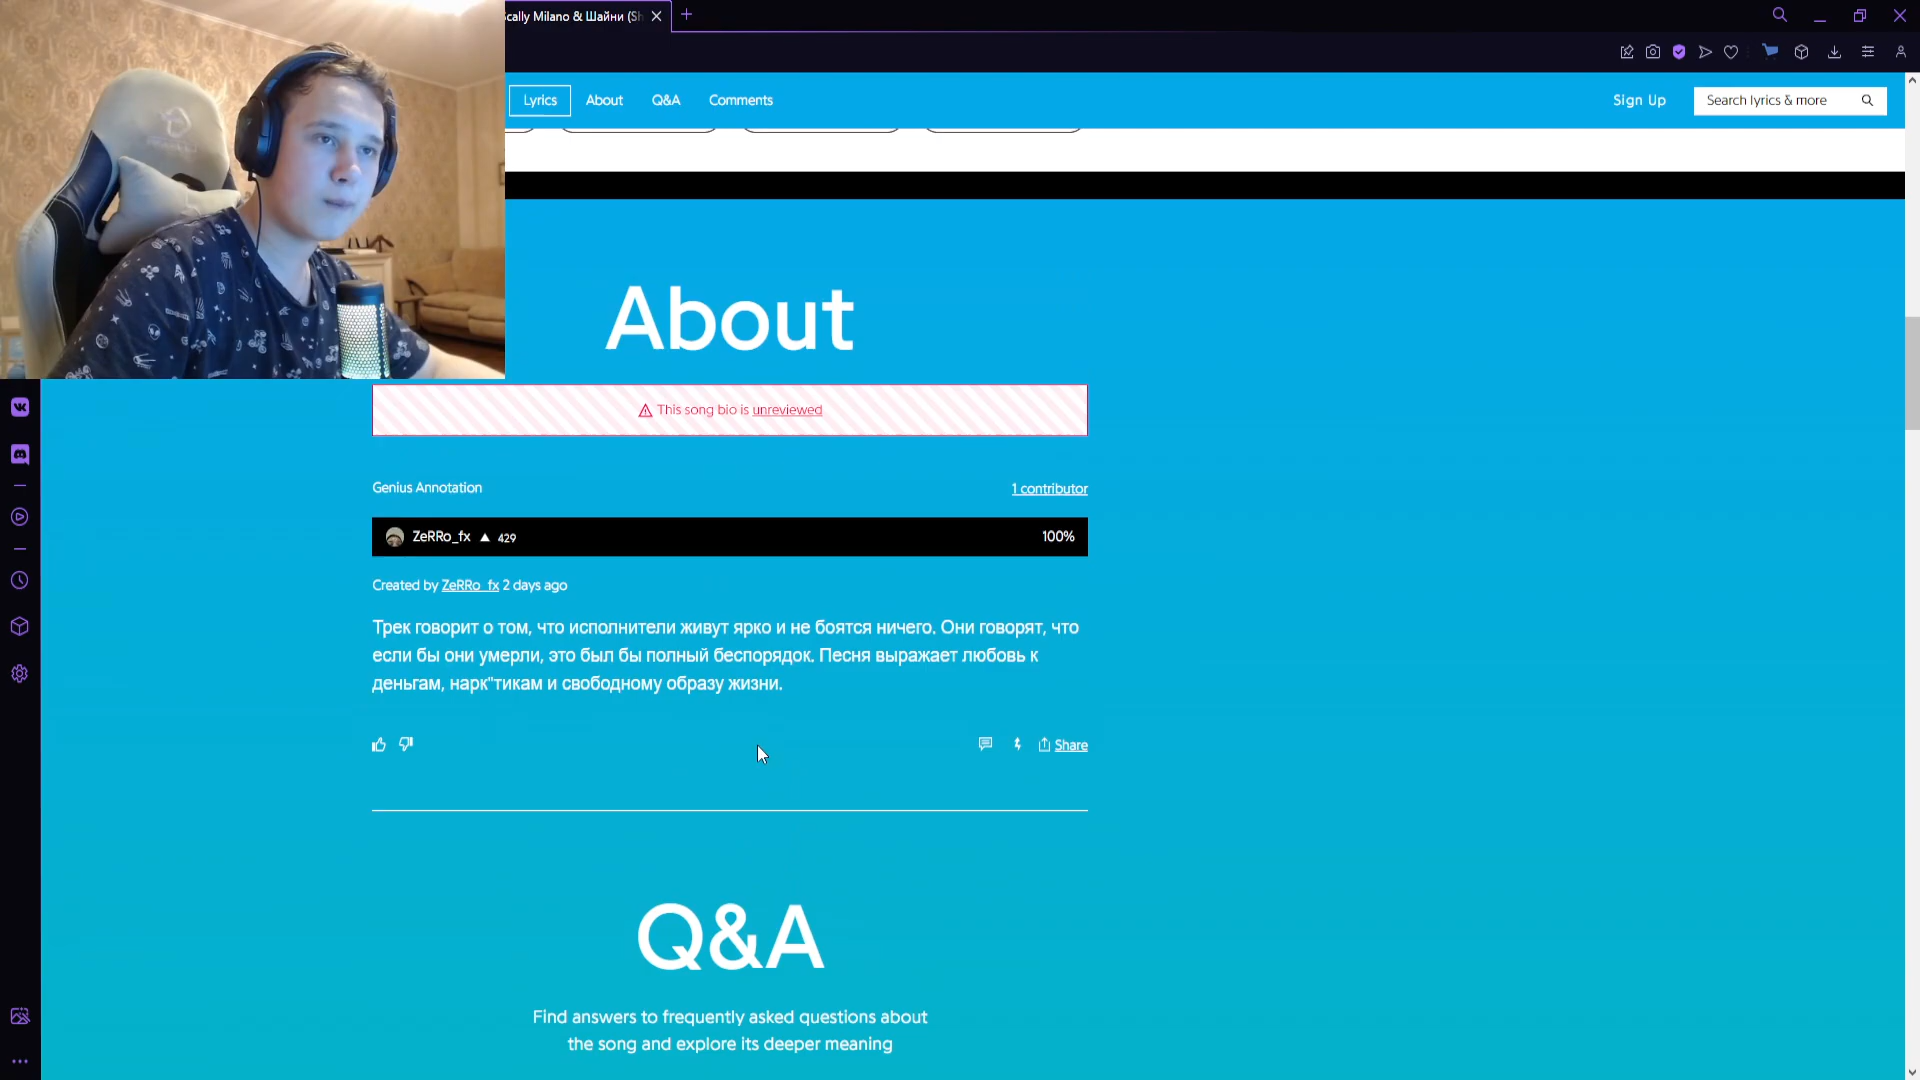 Scally Milano & Шайни (Sh
Lyrics
About
Q&A
Comments
Sign Up
Search lyrics & more
About
This song bio is unreviewed
Genius Annotation
1 contributor
ZeRRo_fx 429
100%
Created by ZeRRo_fx 2 days ago
Трек говорит о том, что исполнители живут ярко и не боятся ничего. Они говорят, что
если бы они умерли, это был бы полный беспорядок. Песня выражает любовь к
деньгам, нарк"тикам и свободному образу жизни.
Share
Q&A
Find answers to frequently asked questions about
the song and explore its deeper meaning